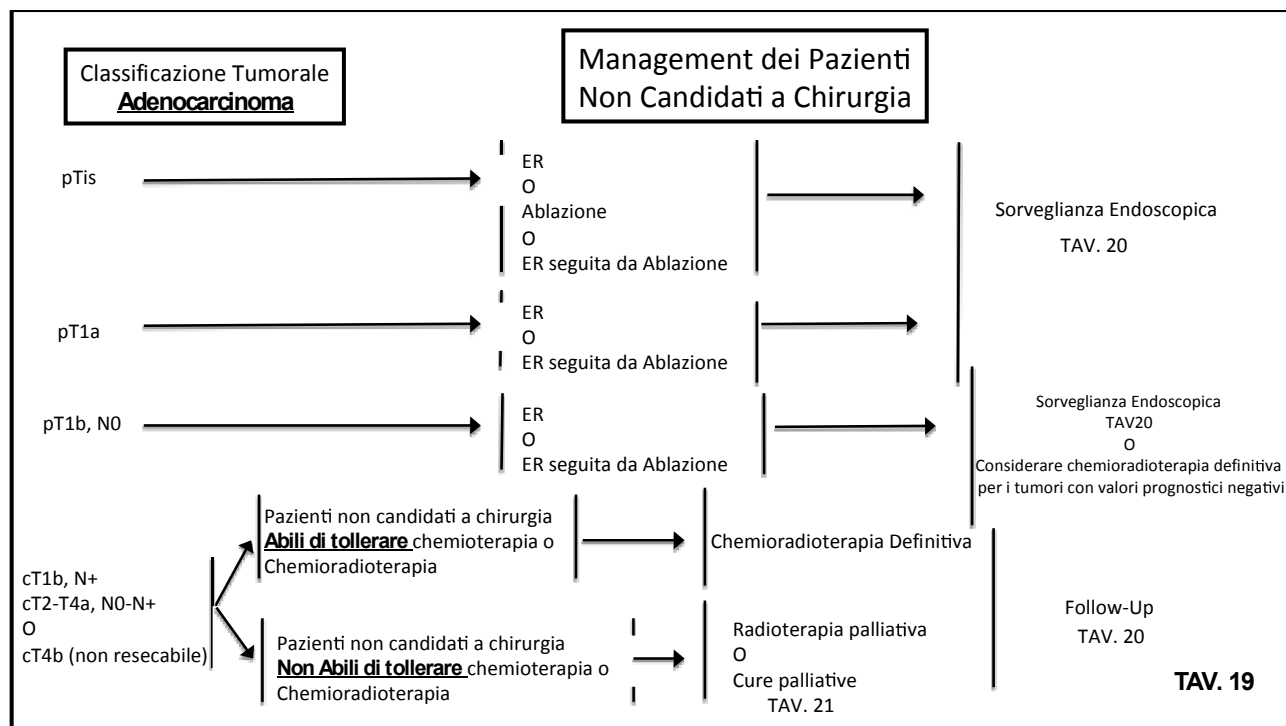 Classificazione Tumorale
Adenocarcinoma
Management dei Pazienti
Non Candidati a Chirurgia
pTis
ER
O
Ablazione
O
ER seguita da Ablazione
Sorveglianza Endoscopica
TAV. 20
pT1a
ER
O
ER seguita da Ablazione
pT1b, N0
ER
O
ER seguita da Ablazione
Sorveglianza Endoscopica
TAV20
O
Considerare chemioradioterapia definitiva
per i tumori con valori prognostici negativi
cT1b, N+
cT2-T4a, N0-N+
O
cT4b (non resecabile)
Pazienti non candidati a chirurgia
Abili di tollerare chemioterapia o
Chemioradioterapia
Chemioradioterapia Definitiva
Pazienti non candidati a chirurgia
Non Abili di tollerare chemioterapia o
Chemioradioterapia
Radioterapia palliativa
O
Cure palliative
TAV. 21
Follow-Up
TAV. 20
TAV. 19